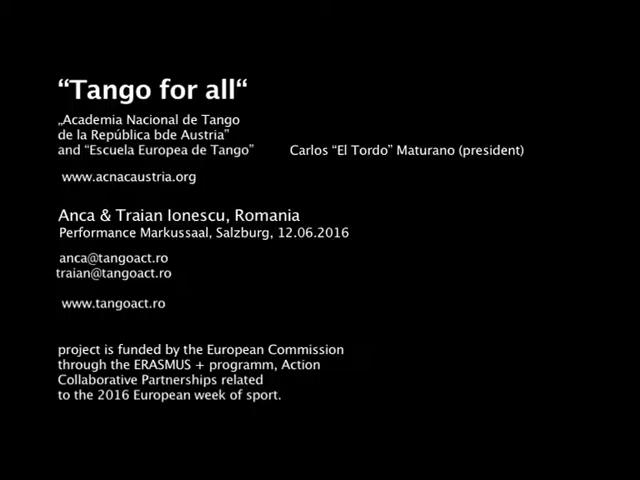 “Tango for all“
„Academia Nacional de Tango
de la República bde Austria”
and “Escuela Europea de Tango” Carlos “El Tordo” Maturano (president)
www.acnacaustria.org
Anca & Traian Ionescu, Romania
Performance Markussaal, Salzburg, 12.06.2016
anca@tangoact.ro
traian@tangoact.ro
www.tangoact.ro
project is funded by the European Commission
through the ERASMUS + programm, Action
Collaborative Partnerships related
to the 2016 European week of sport.